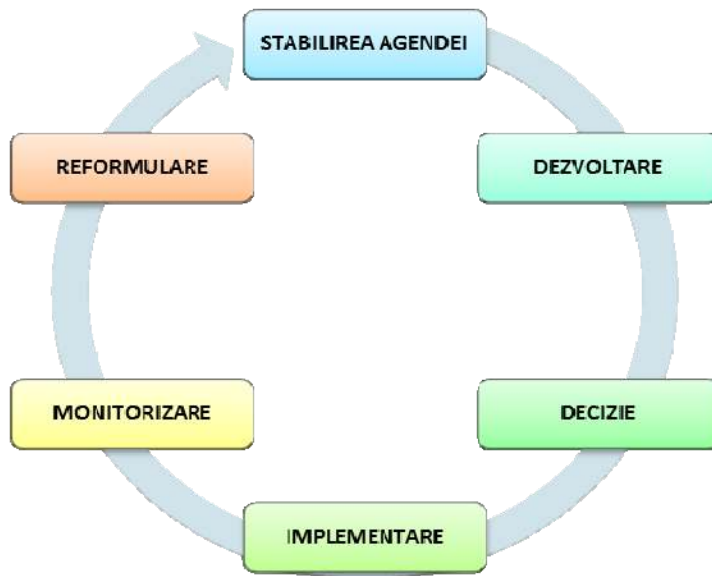 STABILIREA AGENDEI
DEZVOLTARE
DECIZIE
IMPLEMENTARE
MONITORIZARE
REFORMULARE